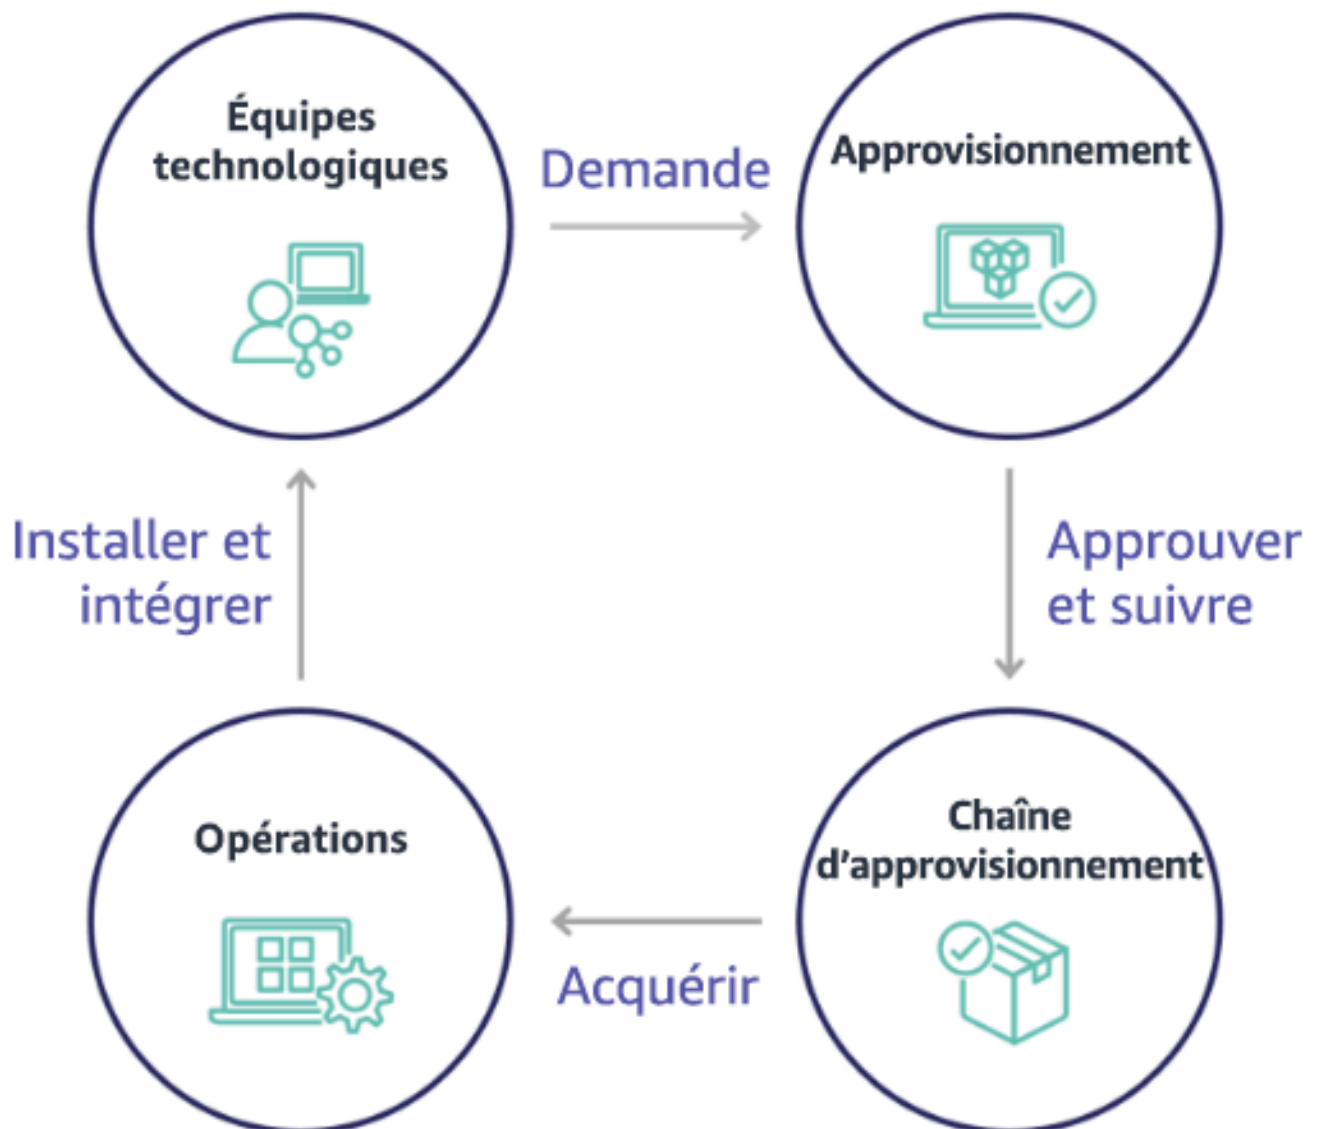 Équipes
technologiques
Demande
Approvisionnement
Installer et
intégrer
Approuver
et suivre
Opérations
Acquérir
Chaîne
d’approvisionnement